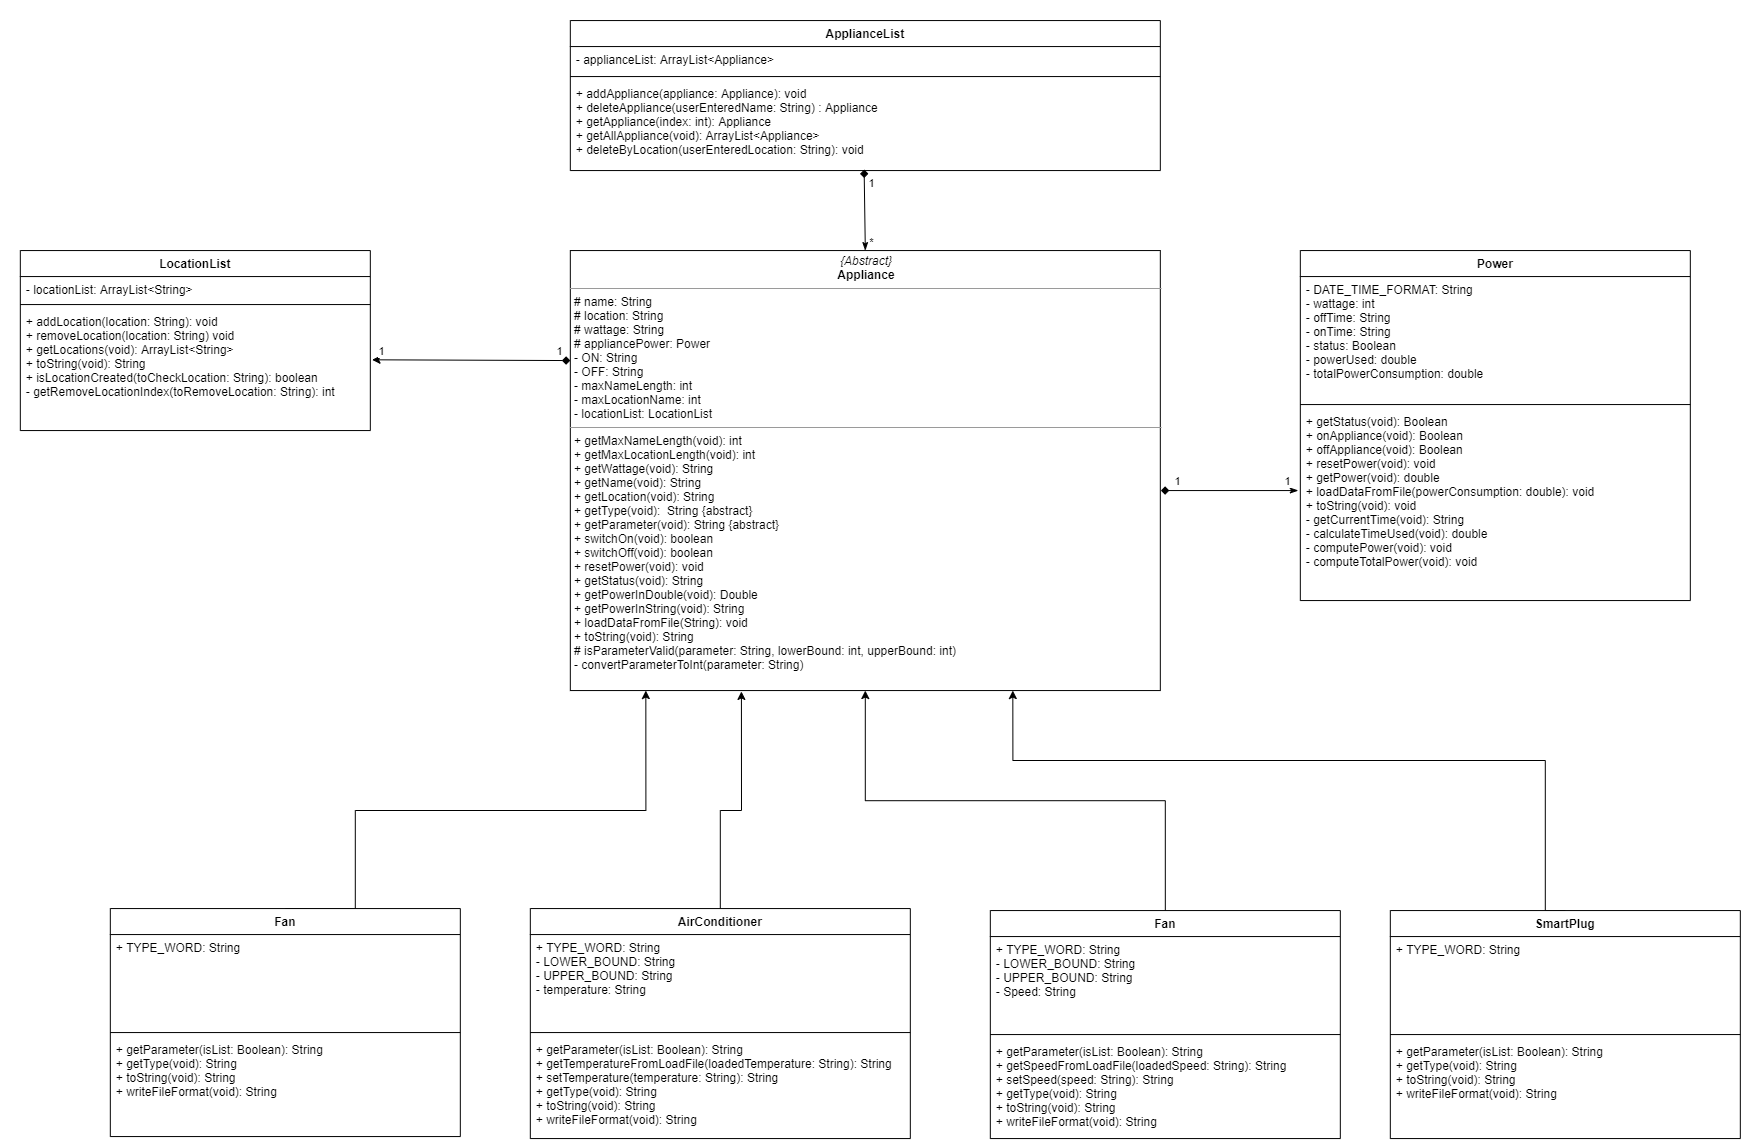 ApplianceList
- applianceList: ArrayList<Appliance>
+ addAppliance(appliance: Appliance): void
+ deleteAppliance(userEnteredName: String) : Appliance
+ getAppliance(index: int): Appliance
+ getAllAppliance(void): ArrayList<Appliance>
+ deleteByLocation(userEnteredLocation: String): void
1
*
LocationList
- locationList: ArrayList<String>
+ addLocation(location: String): void
+ removeLocation(location: String) void
+ getLocations(void): ArrayList<String>
+ toString(void): String
+ isLocationCreated(toCheckLocation: String): boolean
- getRemoveLocationIndex(toRemoveLocation: String): int
1
1
{Abstract}
Appliance
# name: String
# location: String
# wattage: String
# appliancePower: Power
- ON: String
- OFF: String
- maxNameLength: int
- maxLocationName: int
- locationList: LocationList
+ getMaxNameLength(void): int
+ getMaxLocationLength(void): int
+ getWattage(void): String
+ getName(void): String
+ getLocation(void): String
+ getType(void):  String {abstract}
+ getParameter(void): String {abstract}
+ switchOn(void): boolean
+ switchOff(void): boolean
+ resetPower(void): void
+ getStatus(void): String
+ getPowerInDouble(void): Double
+ getPowerInString(void): String
+ loadDataFromFile(String): void
+ toString(void): String
# isParameterValid(parameter: String, lowerBound: int, upperBound: int)
- convertParameterToInt(parameter: String)
1
1
Power
- DATE_TIME_FORMAT: String
- wattage: int
- offTime: String
- onTime: String
- status: Boolean
- powerUsed: double
- totalPowerConsumption: double
+ getStatus(void): Boolean
+ onAppliance(void): Boolean
+ offAppliance(void): Boolean
+ resetPower(void): void
+ getPower(void): double
+ loadDataFromFile(powerConsumption: double): void
+ toString(void): void
- getCurrentTime(void): String
- calculateTimeUsed(void): double
- computePower(void): void
- computeTotalPower(void): void
Fan
+ TYPE_WORD: String
+ getParameter(isList: Boolean): String
+ getType(void): String
+ toString(void): String
+ writeFileFormat(void): String
AirConditioner
+ TYPE_WORD: String
- LOWER_BOUND: String
- UPPER_BOUND: String
- temperature: String
+ getParameter(isList: Boolean): String
+ getTemperatureFromLoadFile(loadedTemperature: String): String
+ setTemperature(temperature: String): String
+ getType(void): String
+ toString(void): String
+ writeFileFormat(void): String
Fan
+ TYPE_WORD: String
- LOWER_BOUND: String
- UPPER_BOUND: String
- Speed: String
+ getParameter(isList: Boolean): String
+ getSpeedFromLoadFile(loadedSpeed: String): String
+ setSpeed(speed: String): String
+ getType(void): String
+ toString(void): String
+ writeFileFormat(void): String
SmartPlug
+ TYPE_WORD: String
+ getParameter(isList: Boolean): String
+ getType(void): String
+ toString(void): String
+ writeFileFormat(void): String